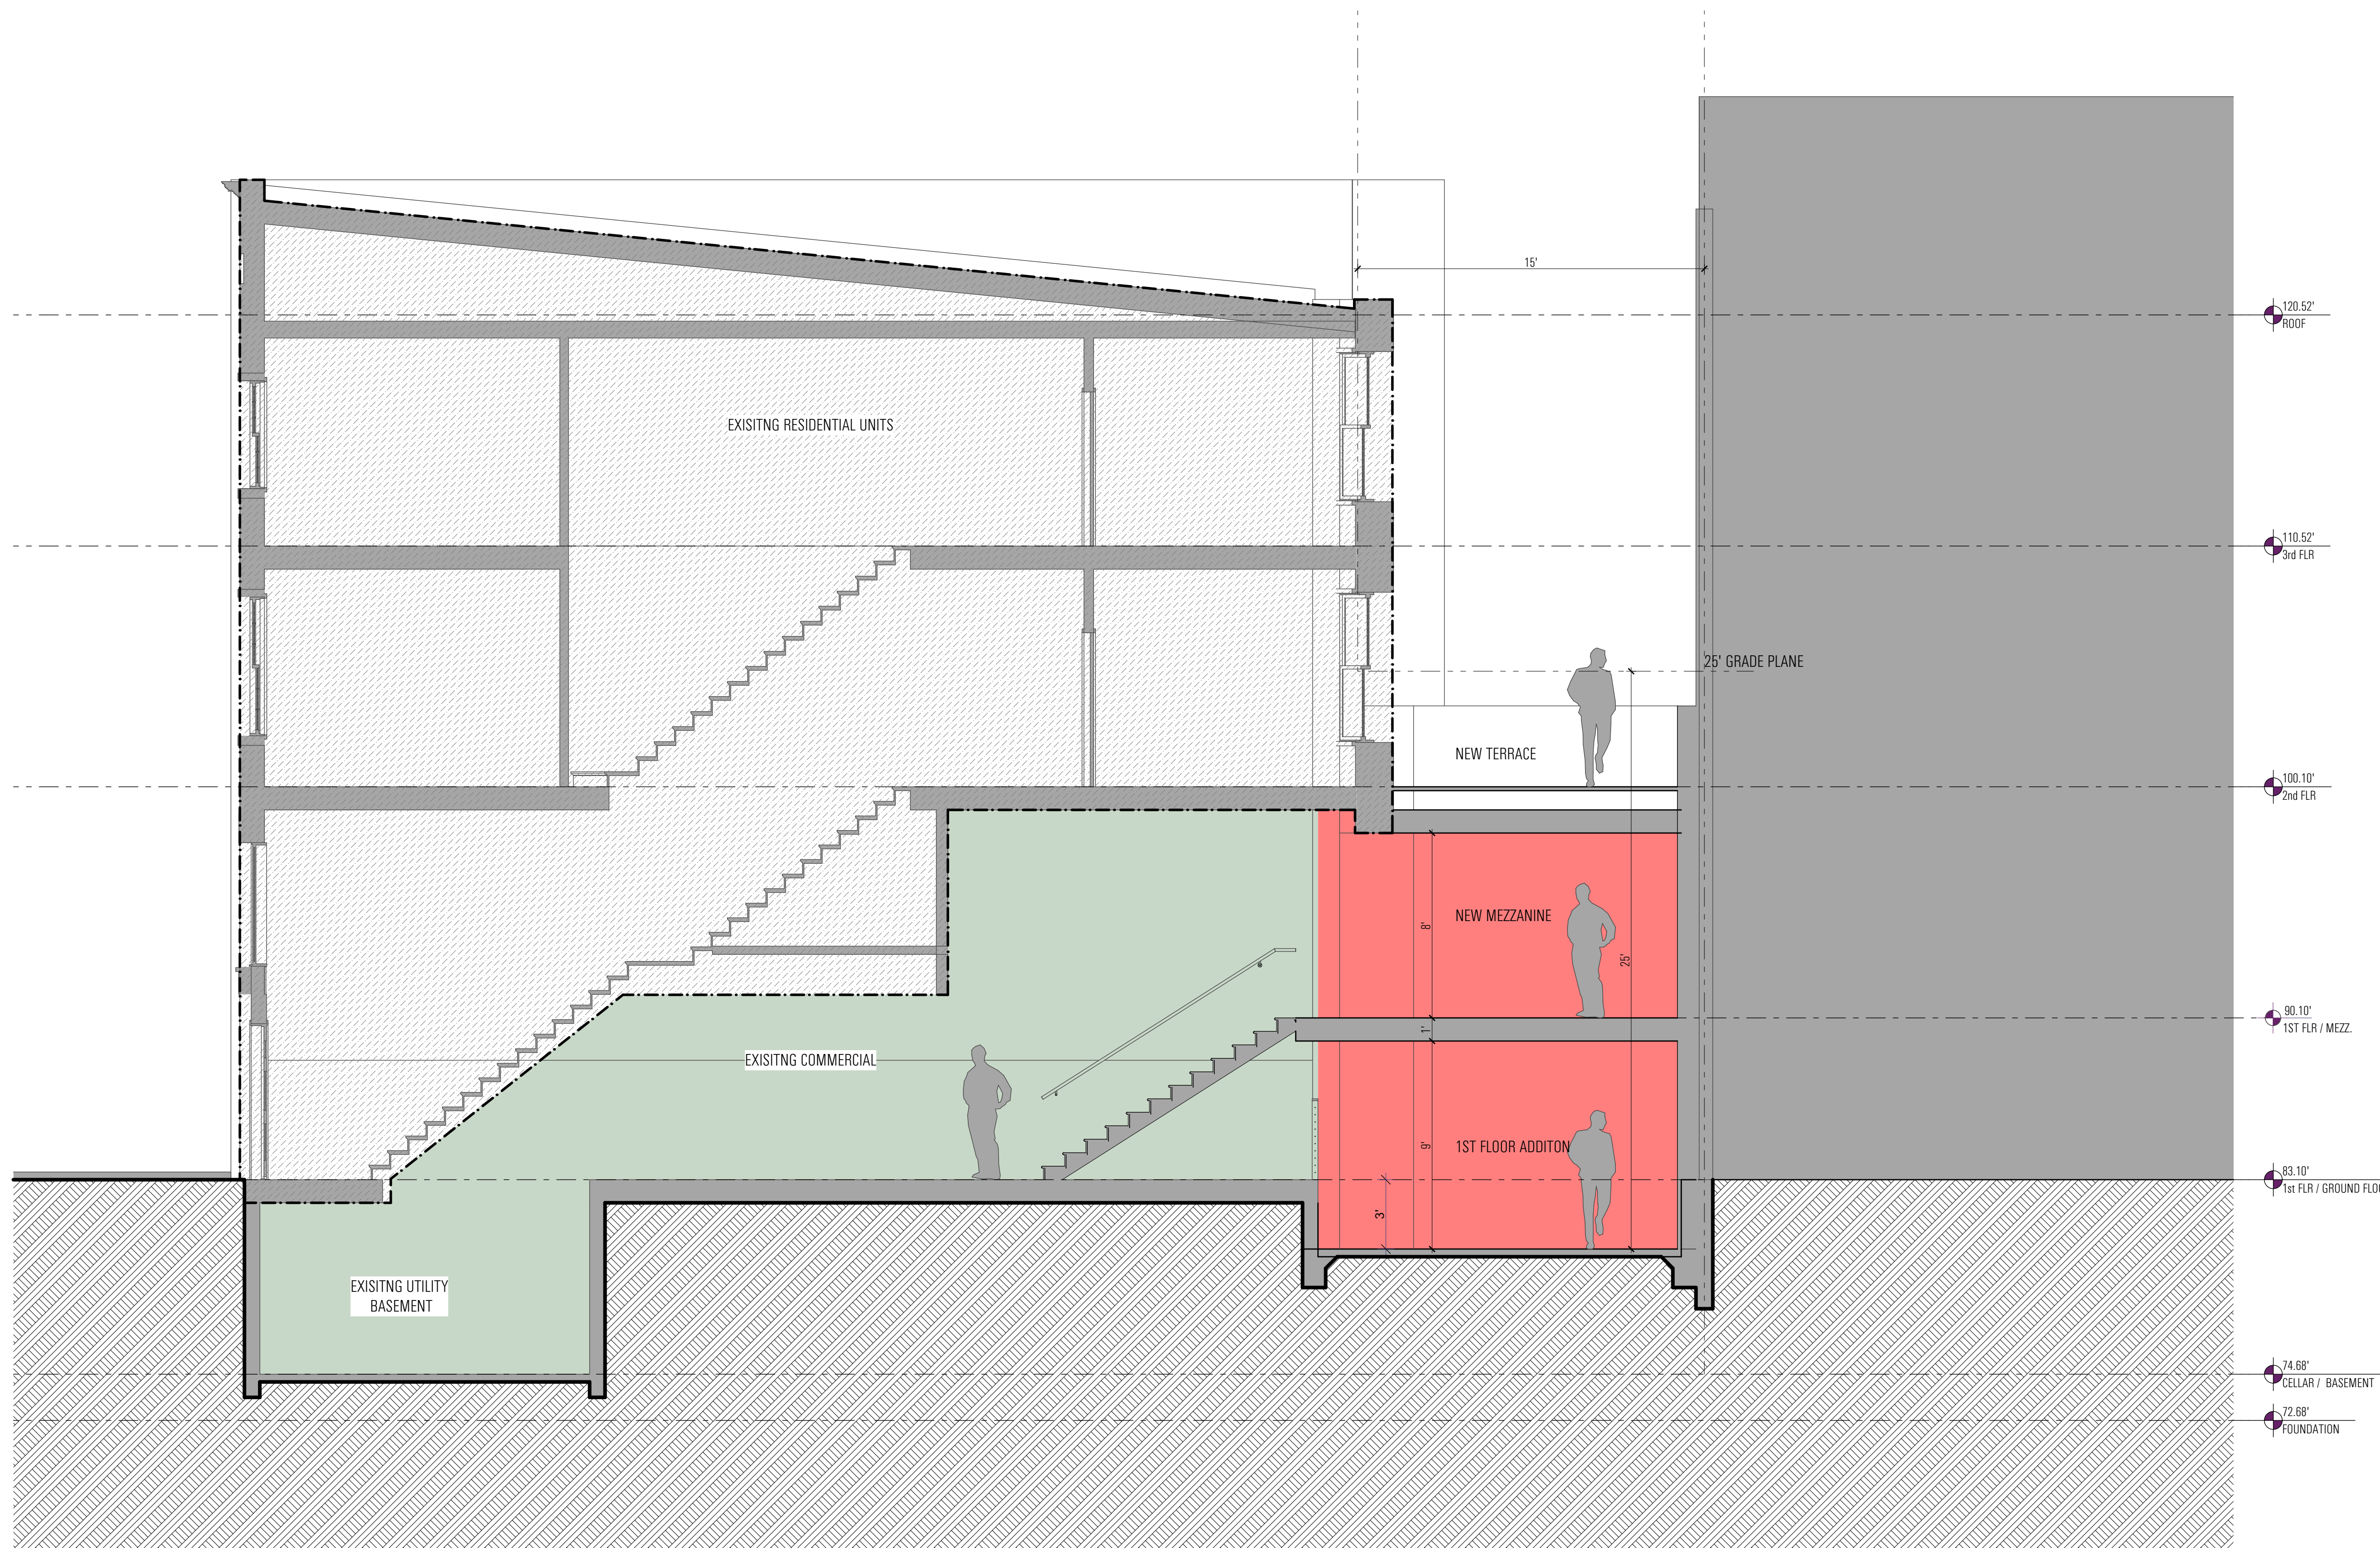 15'
120.52'
ROOF
EXISITNG RESIDENTIAL UNITS
110.52'
3rd FLR
25' GRADE PLANE
NEW TERRACE
100.10'
2nd FLR
8'
NEW MEZZANINE
25'
90.10'
1ST FLR / MEZZ.
1'
EXISITNG COMMERCIAL
9'
1ST FLOOR ADDITON
83.10'
1st FLR / GROUND FLOO
3'
EXISITNG UTILITY
BASEMENT
74.68'
CELLAR / BASEMENT
72.68'
FOUNDATION